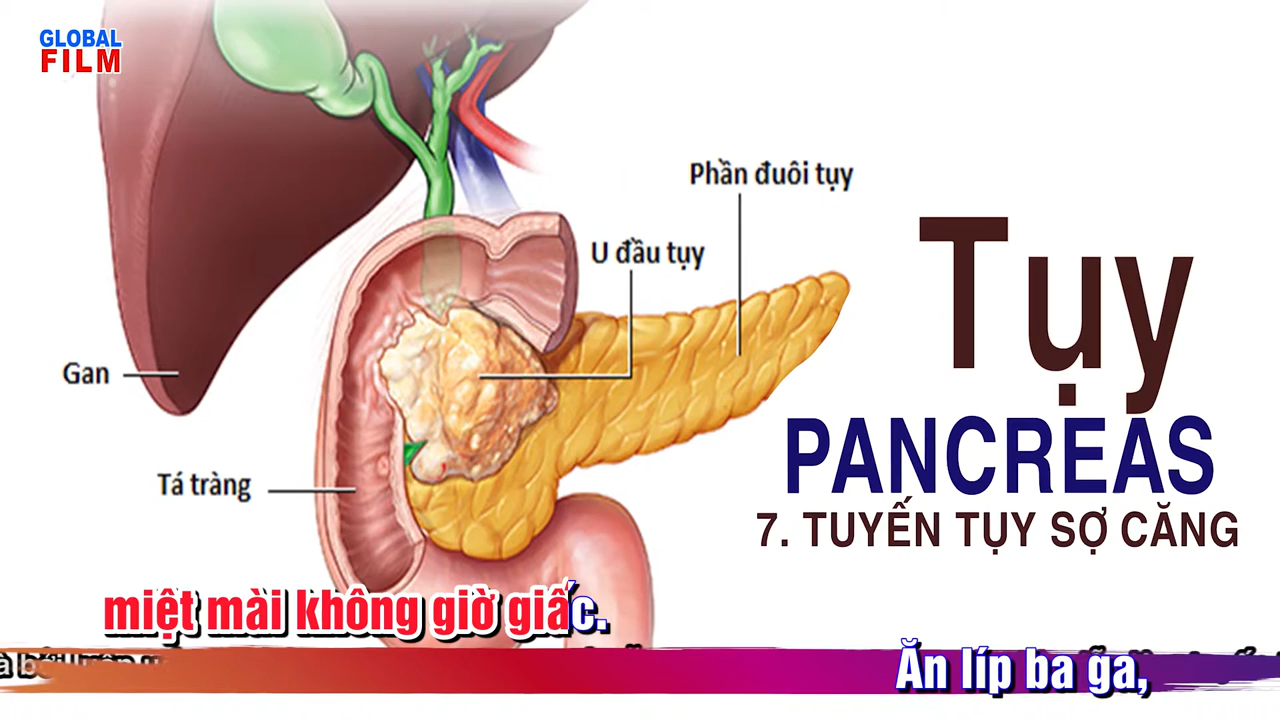 GLOBAL
FILM
Phần đuôi tụy
U đầu tụy
Gan
Tá tràng
Tụy
PANCREAS
7. TUYẾN TỤY SỢ CĂNG
miệt mài không giờ giấc.
Ăn líp ba ga,